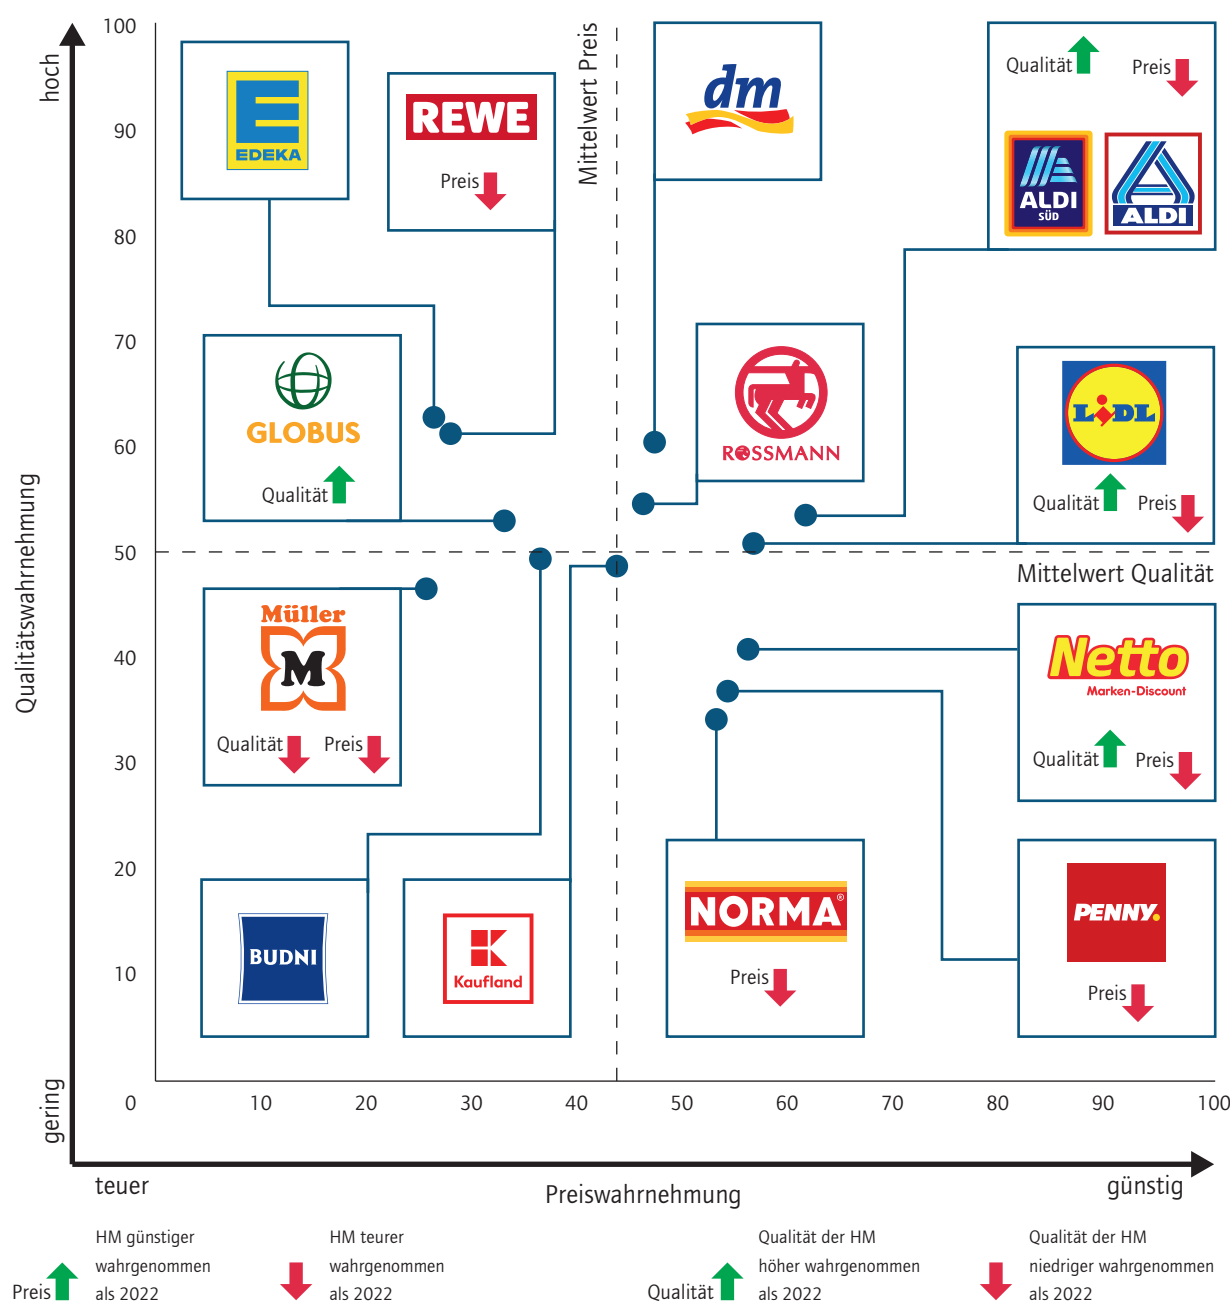 100
90
80
70
60
50
40
30
20
10
0
hoch
Qualitätswahrnehmung
gering
EDEKA
REWE
Preis
Mittelwert Preis
dm
Qualität
Preis
ALDI
SÜD
ALDI
GLOBUS
Qualität
ROSSMANN
LIDL
Qualität
Preis
Mittelwert Qualität
Müller
M
Qualität
Preis
Netto
Marken-Discount
Qualität
Preis
BUDNI
K
Kaufland
NORMA®
Preis
PENNY.
Preis
10
20
30
40
50
60
70
80
90
100
teuer
Preiswahrnehmung
günstig
Preis
HM günstiger
wahrgenommen
als 2022
HM teurer
wahrgenommen
als 2022
Qualität
Qualität der HM
höher wahrgenommen
als 2022
Qualität der HM
niedriger wahrgenommen
als 2022